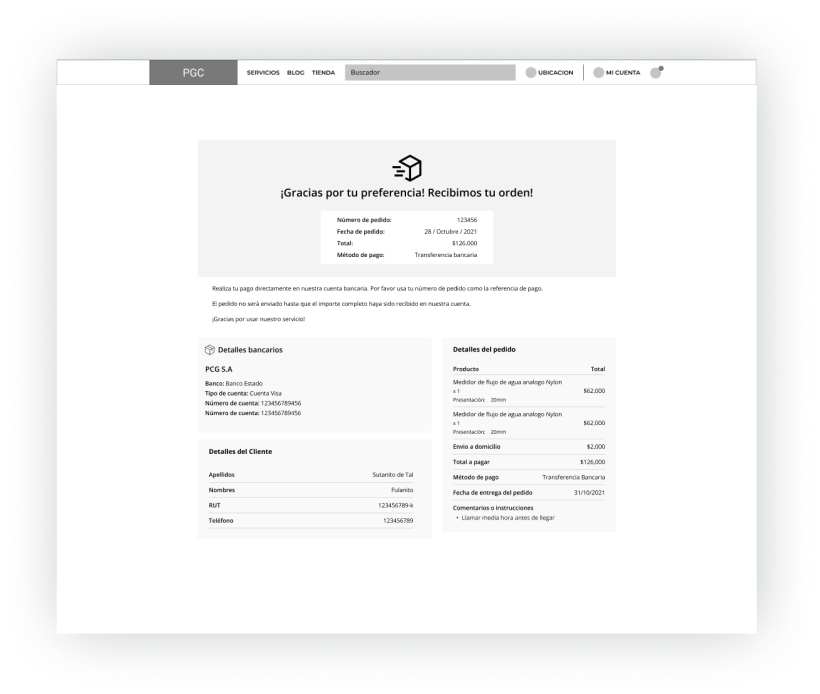 PGC
SERVICIOS BLOG TIENDA
Buscador
UBICACION
MI CUENTA
¡Gracias por tu preferencia! Recibimos tu orden!
Número de pedido: 123456
Fecha de pedido: 28 / Octubre / 2021
Total: $126.000
Método de pago: Transferencia bancaria
Realiza tu pago directamente en nuestra cuenta bancaria. Por favor usa tu número de pedido como la referencia de pago.
El pedido no será enviado hasta que el importe completo haya sido recibido en nuestra cuenta.
¡Gracias por usar nuestro servicio!
Detalles bancarios
PCG S.A
Banco: Banco Estado
Tipo de cuenta: Cuenta Visa
Número de cuenta: 123456789456
Número de cuenta: 123456789456
Detalles del Cliente
Apellidos Sutanito de Tal
Nombres Fulanito
RUT 123456789-k
Teléfono 123456789
Detalles del pedido
Producto Total
Medidor de flujo de agua analogo Nylon
x 1 $62,000
Presentación: 20mm
Medidor de flujo de agua analogo Nylon
x 1 $62,000
Presentación: 20mm
Envio a domicilio $2,000
Total a pagar $126,000
Método de pago Transferencia Bancaria
Fecha de entrega del pedido 31/10/2021
Comentarios o instrucciones
• Llamar media hora antes de llegar